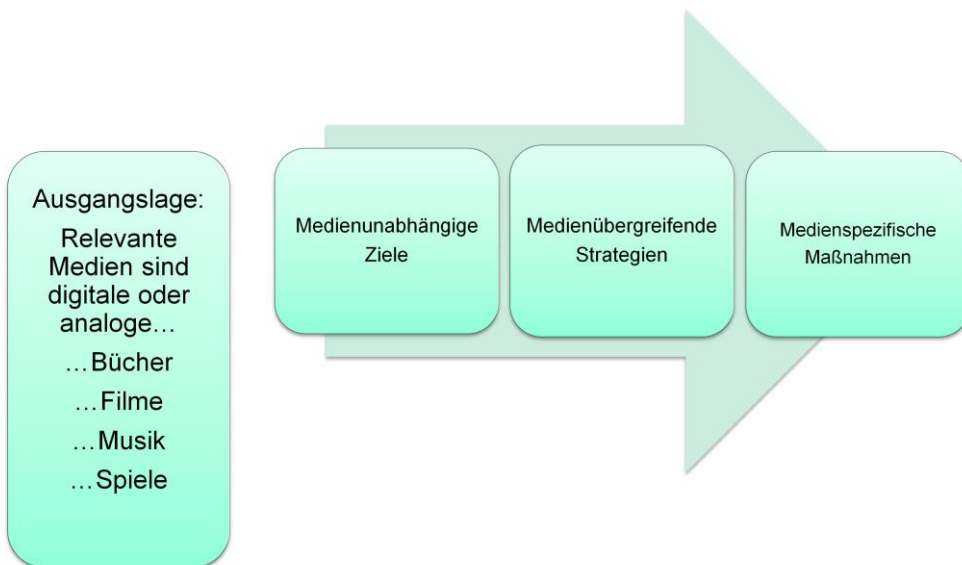 Ausgangslage:
Relevante
Medien sind
digitale oder
analoge…
…Bücher
…Filme
…Musik
…Spiele
Medienunabhängige
Ziele
Medienübergreifende
Strategien
Medienspezifische
Maßnahmen